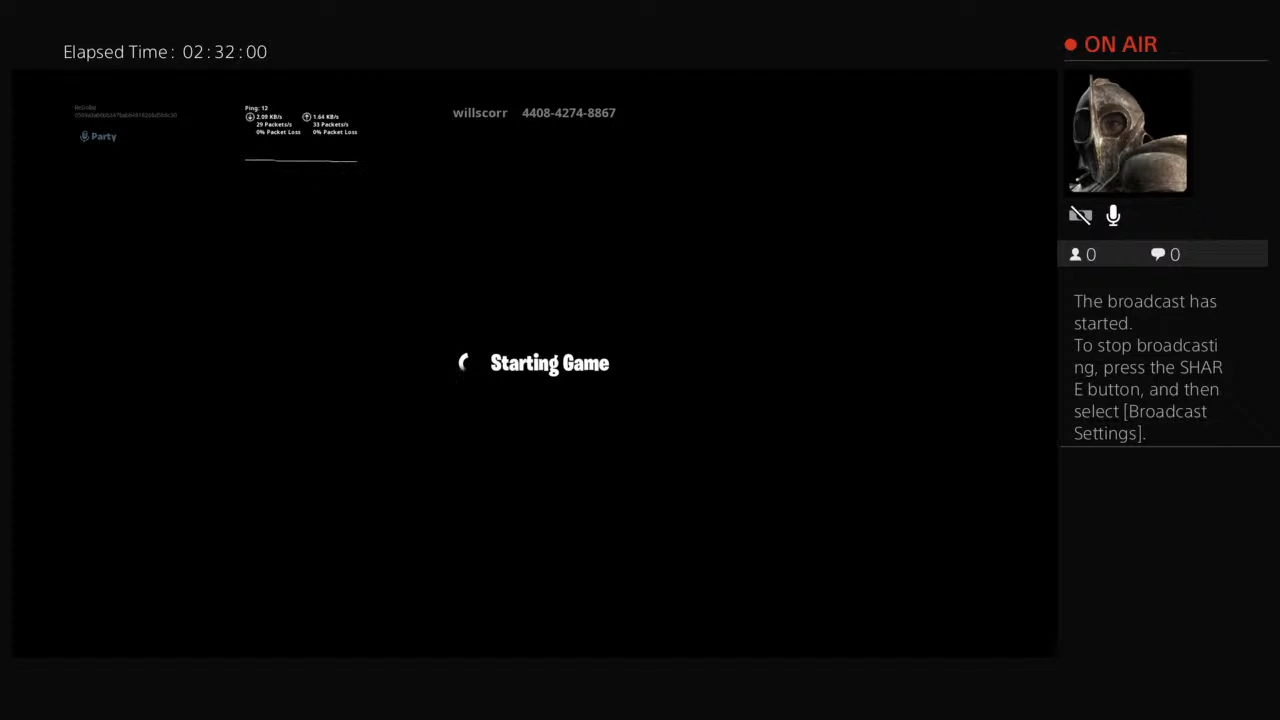 Elapsed Time: 02:32:00
ON AIR
Ping: 12
2.09 KB/s 1.64 KB/s
29 Packets/s 33 Packets/s
0% Packet Loss 0% Packet Loss
willscorr 4408-4274-8867
Party
0 0
Starting Game
The broadcast has
started.
To stop broadcasti
ng, press the SHAR
E button, and then
select [Broadcast
Settings].